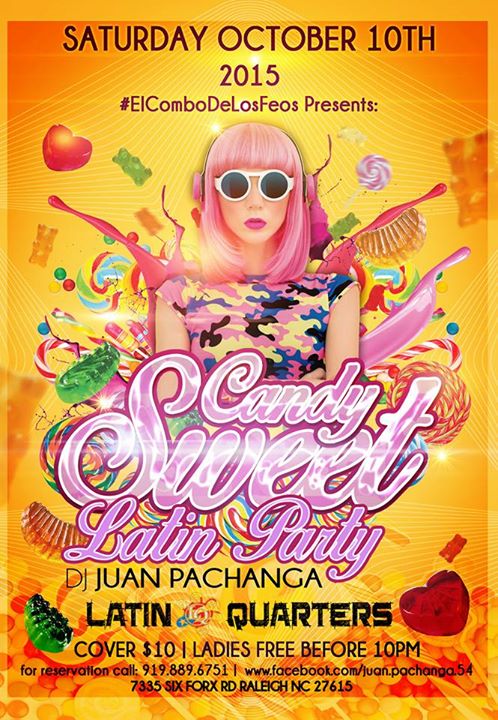 SATURDAY OCTOBER 10TH
2015
#ElComboDeLosFeos Presents:
Candy
Sweet
Latin Party
DJ JUAN PACHANGA
LATIN QUARTERS
COVER $10 | LADIES FREE BEFORE 10PM
for reservation call: 919.889.6751 | www.facebook.com/juan.pachanga.54
7335 SIX FORX RD RALEIGH NC 27615